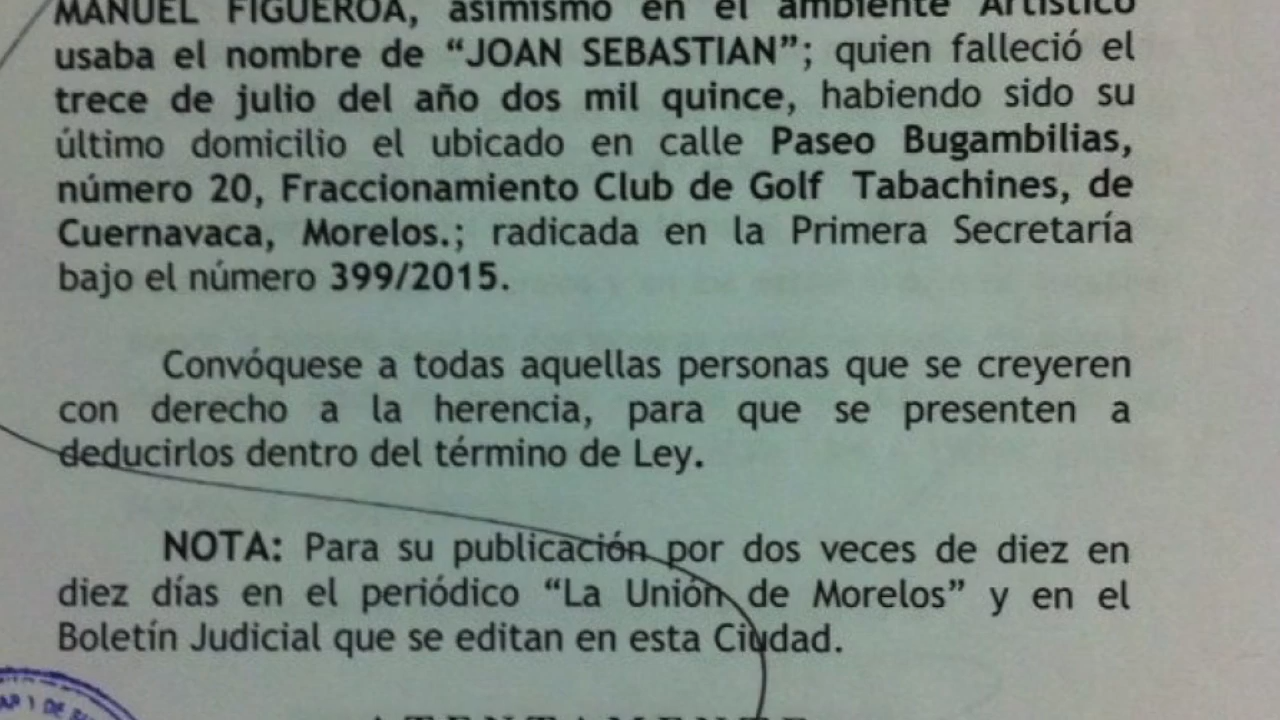 MANUEL FIGUEROA, asimismo en el ambiente Artístico
usaba el nombre de “JOAN SEBASTIAN”; quien falleció el
trece de julio del año dos mil quince, habiendo sido su
último domicilio el ubicado en calle Paseo Bugambilias,
número 20, Fraccionamiento Club de Golf Tabachines, de
Cuernavaca, Morelos.; radicada en la Primera Secretaría
bajo el número 399/2015.
Convóquese a todas aquellas personas que se creyeren
con derecho a la herencia, para que se presenten a
deducirlos dentro del término de Ley.
NOTA: Para su publicación por dos veces de diez en
diez días en el periódico “La Unión de Morelos” y en el
Boletín Judicial que se editan en esta Ciudad.
A T E N T A M E N T E